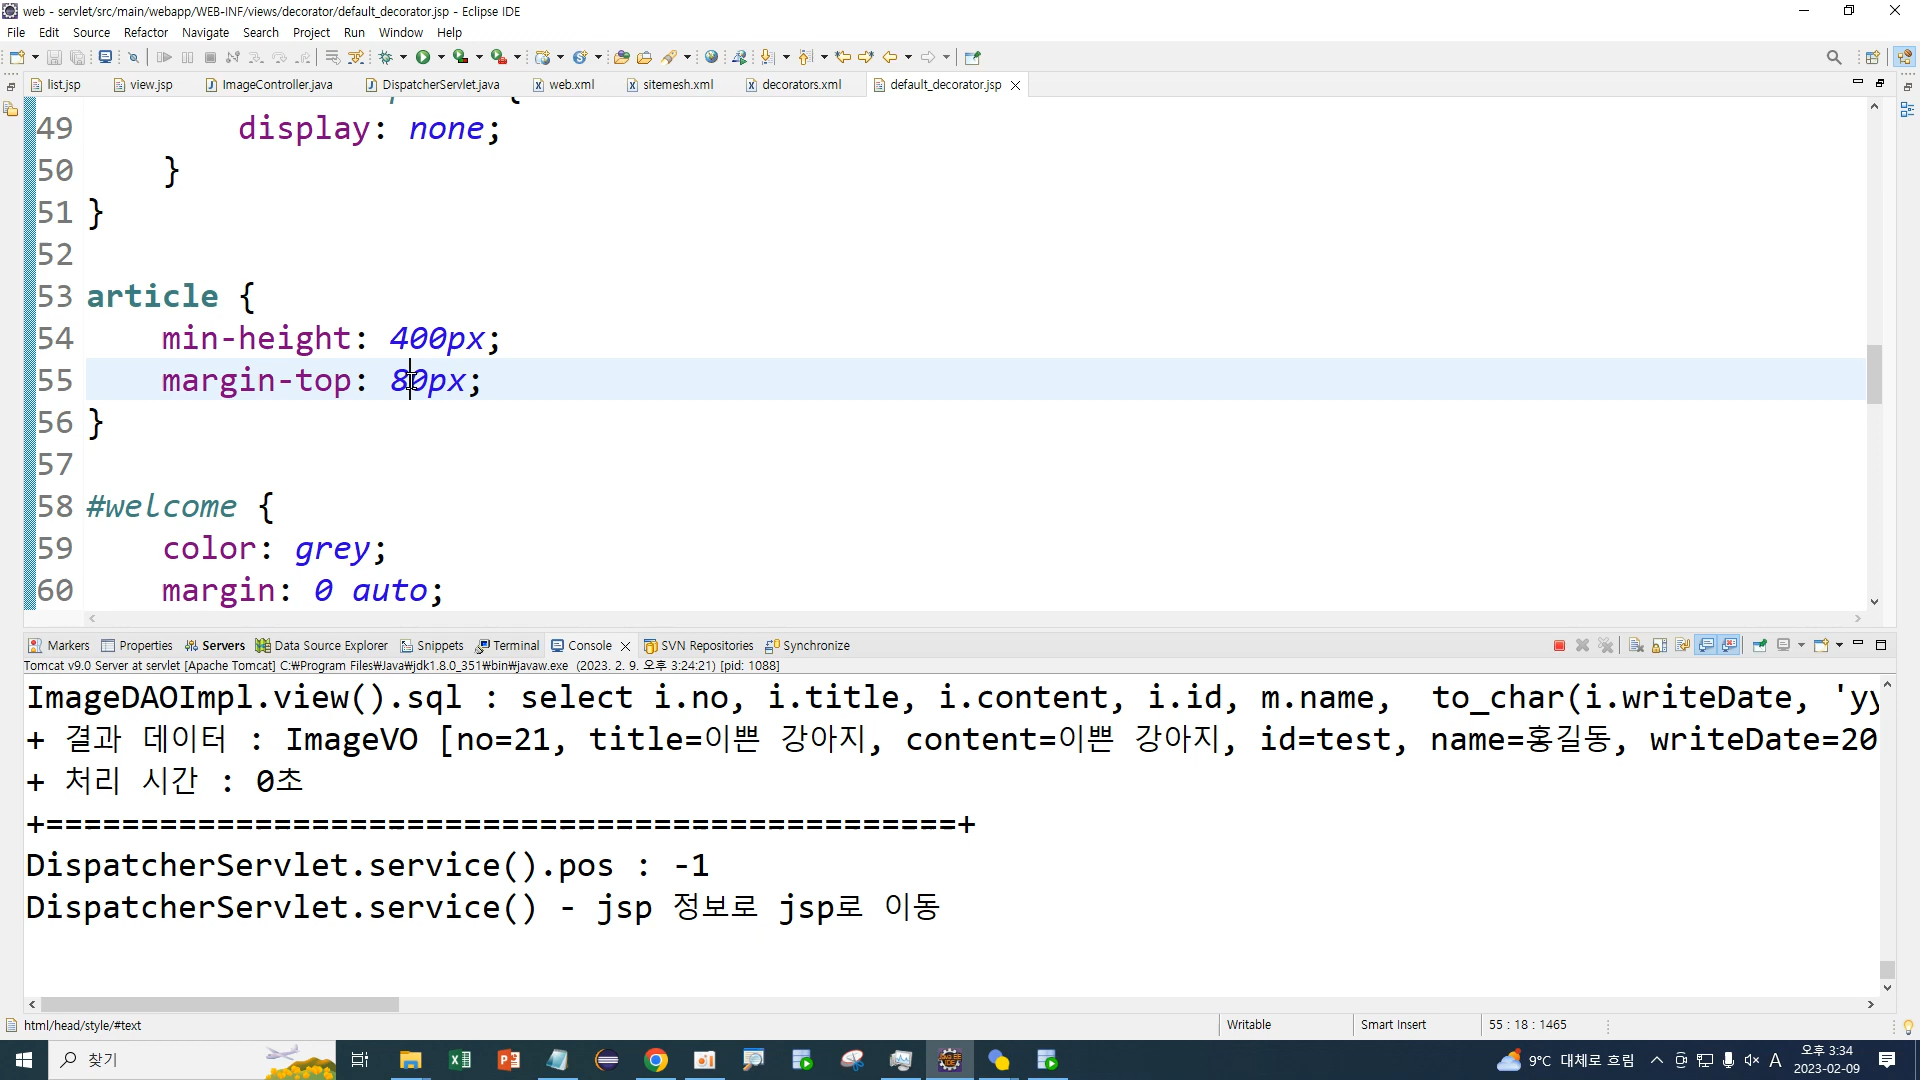 web - servlet/src/main/webapp/WEB-INF/views/decorator/default_decorator.jsp - Eclipse IDE
File Edit Source Refactor Navigate Search Project Run Window Help
list.jsp view.jsp ImageController.java DispatcherServlet.java web.xml sitemesh.xml decorators.xml default_decorator.jsp
49 display: none;
50 }
51 }
52
53 article {
54 min-height: 400px;
55 margin-top: 80px;
56 }
57
58 #welcome {
59 color: grey;
60 margin: 0 auto;
Markers Properties Servers Data Source Explorer Snippets Terminal Console SVN Repositories Synchronize
Tomcat v9.0 Server at servlet [Apache Tomcat] C:₩Program Files₩Java₩jdk1.8.0_351₩bin₩javaw.exe (2023. 2. 9. 오후 3:24:21) [pid: 1088]
ImageDAOImpl.view().sql : select i.no, i.title, i.content, i.id, m.name, to_char(i.writeDate, 'yy
+ 결과 데이터 : ImageVO [no=21, title=이쁜 강아지, content=이쁜 강아지, id=test, name=홍길동, writeDate=20
+ 처리 시간 : 0초
+================================================+
DispatcherServlet.service().pos : -1
DispatcherServlet.service() - jsp 정보로 jsp로 이동
html/head/style/#text Writable Smart Insert 55 : 18 : 1465
찾기 9°C 대체로 흐림 A 오후 3:34
2023-02-09